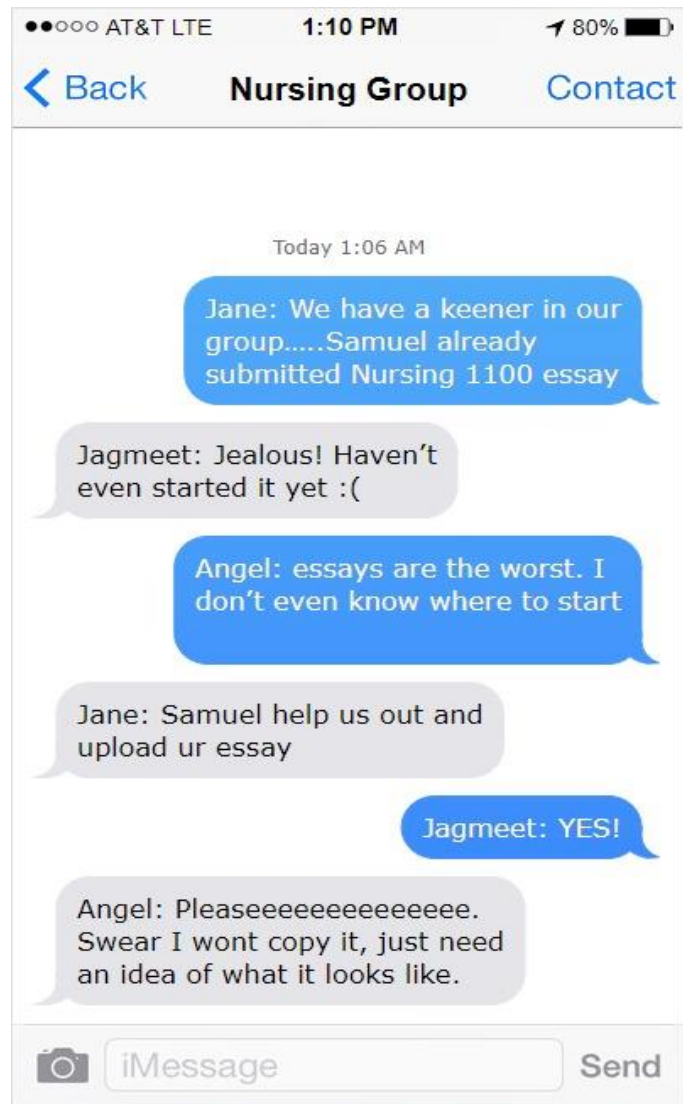 AT&T LTE 1:10 PM 80%
Back Nursing Group Contact
Today 1:06 AM
Jane: We have a keener in our
group.....Samuel already
submitted Nursing 1100 essay
Jagmeet: Jealous! Haven’t
even started it yet :(
Angel: essays are the worst. I
don’t even know where to start
Jane: Samuel help us out and
upload ur essay
Jagmeet: YES!
Angel: Pleaseeeeeeeeeeeeee.
Swear I wont copy it, just need
an idea of what it looks like.
iMessage Send